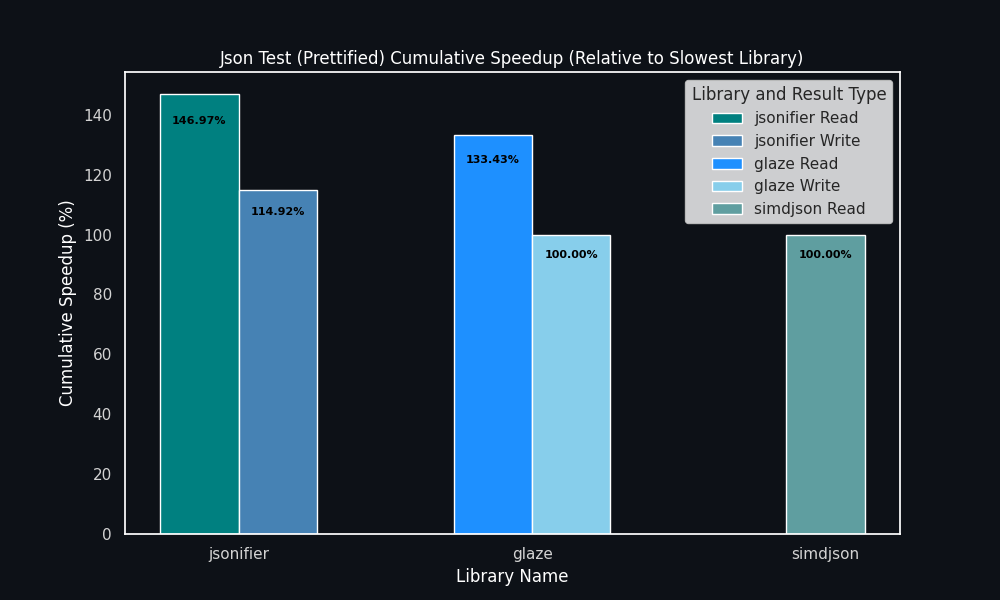 Json Test (Prettified) Cumulative Speedup (Relative to Slowest Library)
Library and Result Type
jsonifier Read
jsonifier Write
glaze Read
glaze Write
simdjson Read
Cumulative Speedup (%)
140
120
100
80
60
40
20
0
146.97%
114.92%
133.43%
100.00%
100.00%
jsonifier
glaze
simdjson
Library Name